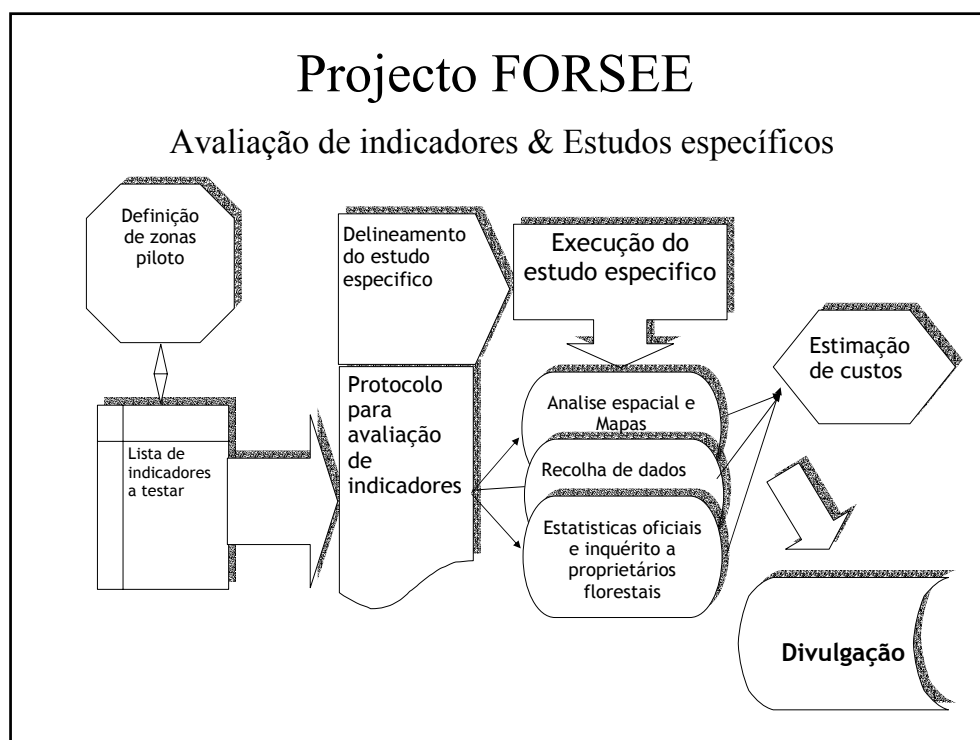 Projecto FORSEE
Avaliação de indicadores & Estudos específicos
Definição
de zonas
piloto
Lista de
indicadores
a testar
Delineamento
do estudo
especifico
Protocolo
para
avaliação
de
indicadores
Execução do
estudo especifico
Analise espacial e
Mapas
Recolha de dados
Estatisticas oficiais
e inquérito a
proprietários
florestais
Estimação
de custos
Divulgação